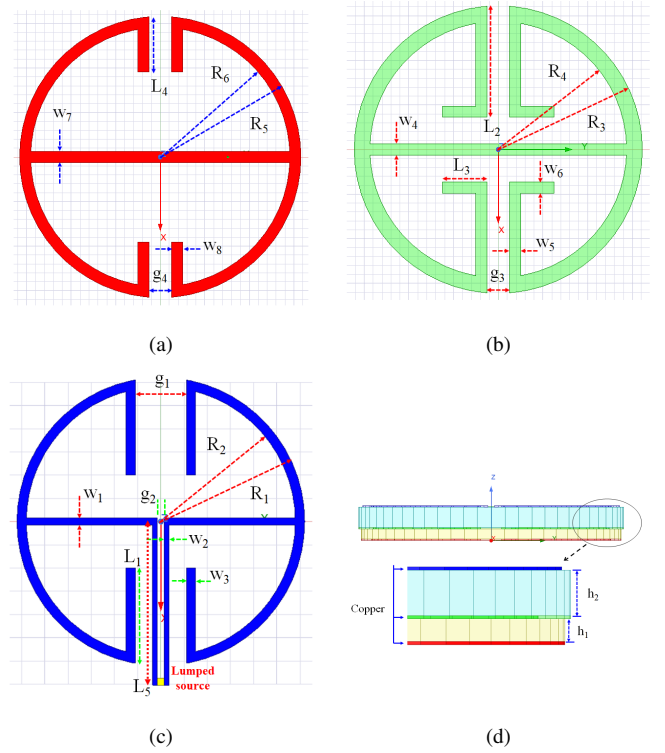 L4
R6
R5
W7
X
W8
g4
(a)
R4
R3
L2
W4
Y
L3
W6
X
W5
g3
(b)
g1
R2
R1
g2
W1
Y
W2
L1
W3
X
L5
Lumped
source
(c)
Z
X
Y
Copper
h2
h1
(d)